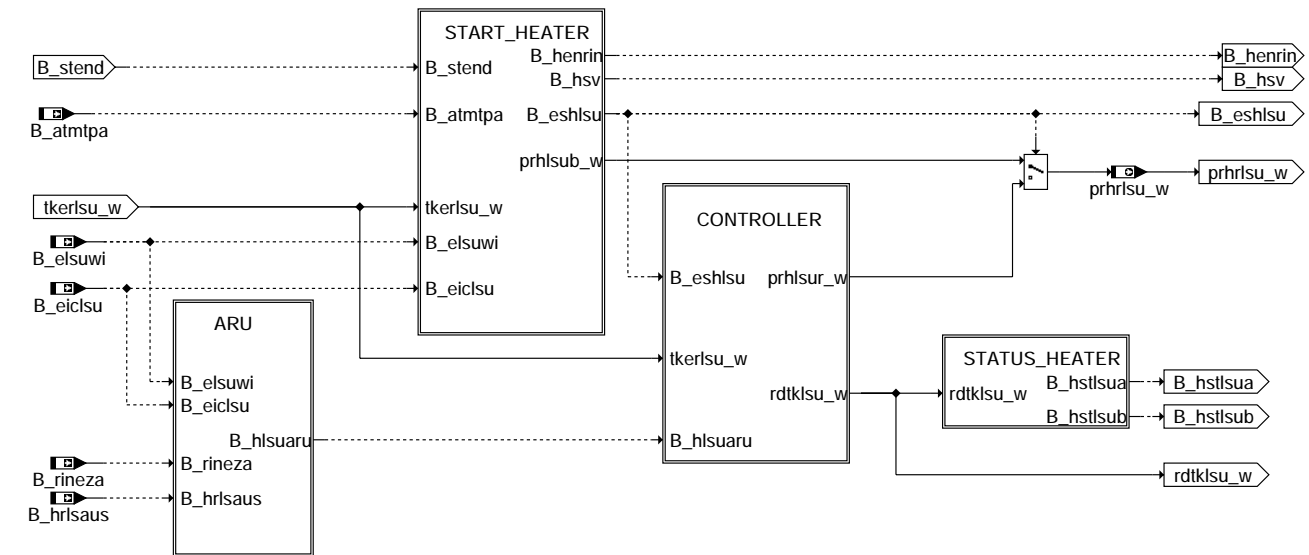 START_HEATER
B_stend
B_stend
B_henrin
B_henrin
B_hsv
B_hsv
B_atmtpa
B_atmtpa
B_eshlsu
B_eshlsu
prhlsub_w
prhrlsu_w
prhrlsu_w
tkerlsu_w
tkerlsu_w
CONTROLLER
B_elsuwi
B_elsuwi
B_eshlsu
prhlsur_w
B_eiclsu
B_eiclsu
ARU
tkerlsu_w
STATUS_HEATER
B_elsuwi
B_hstlsua
B_hstlsua
rdtklsu_w
rdtklsu_w
B_eiclsu
B_hstlsub
B_hstlsub
B_hlsuaru
B_hlsuaru
B_rineza
B_rineza
rdtklsu_w
B_hrlsaus
B_hrlsaus